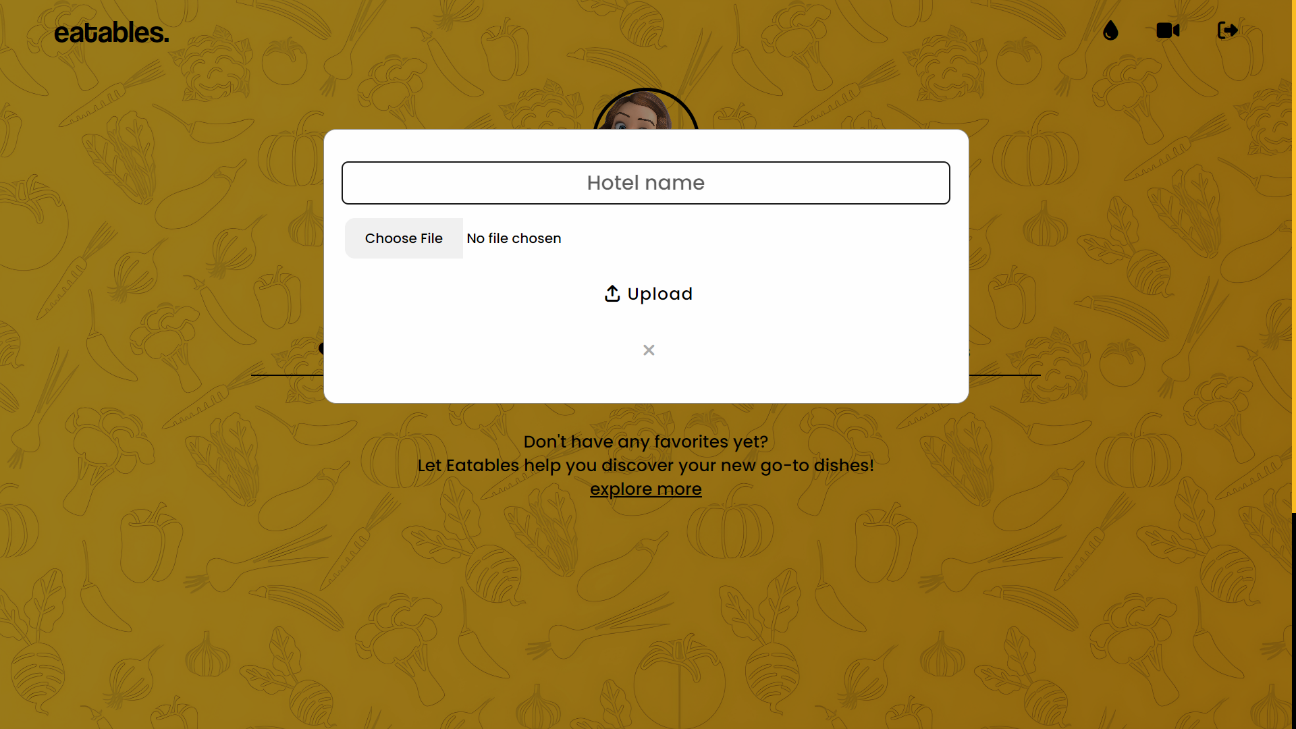 eatables.
Hotel name
Choose File No file chosen
Upload
Don't have any favorites yet?
Let Eatables help you discover your new go-to dishes!
explore more